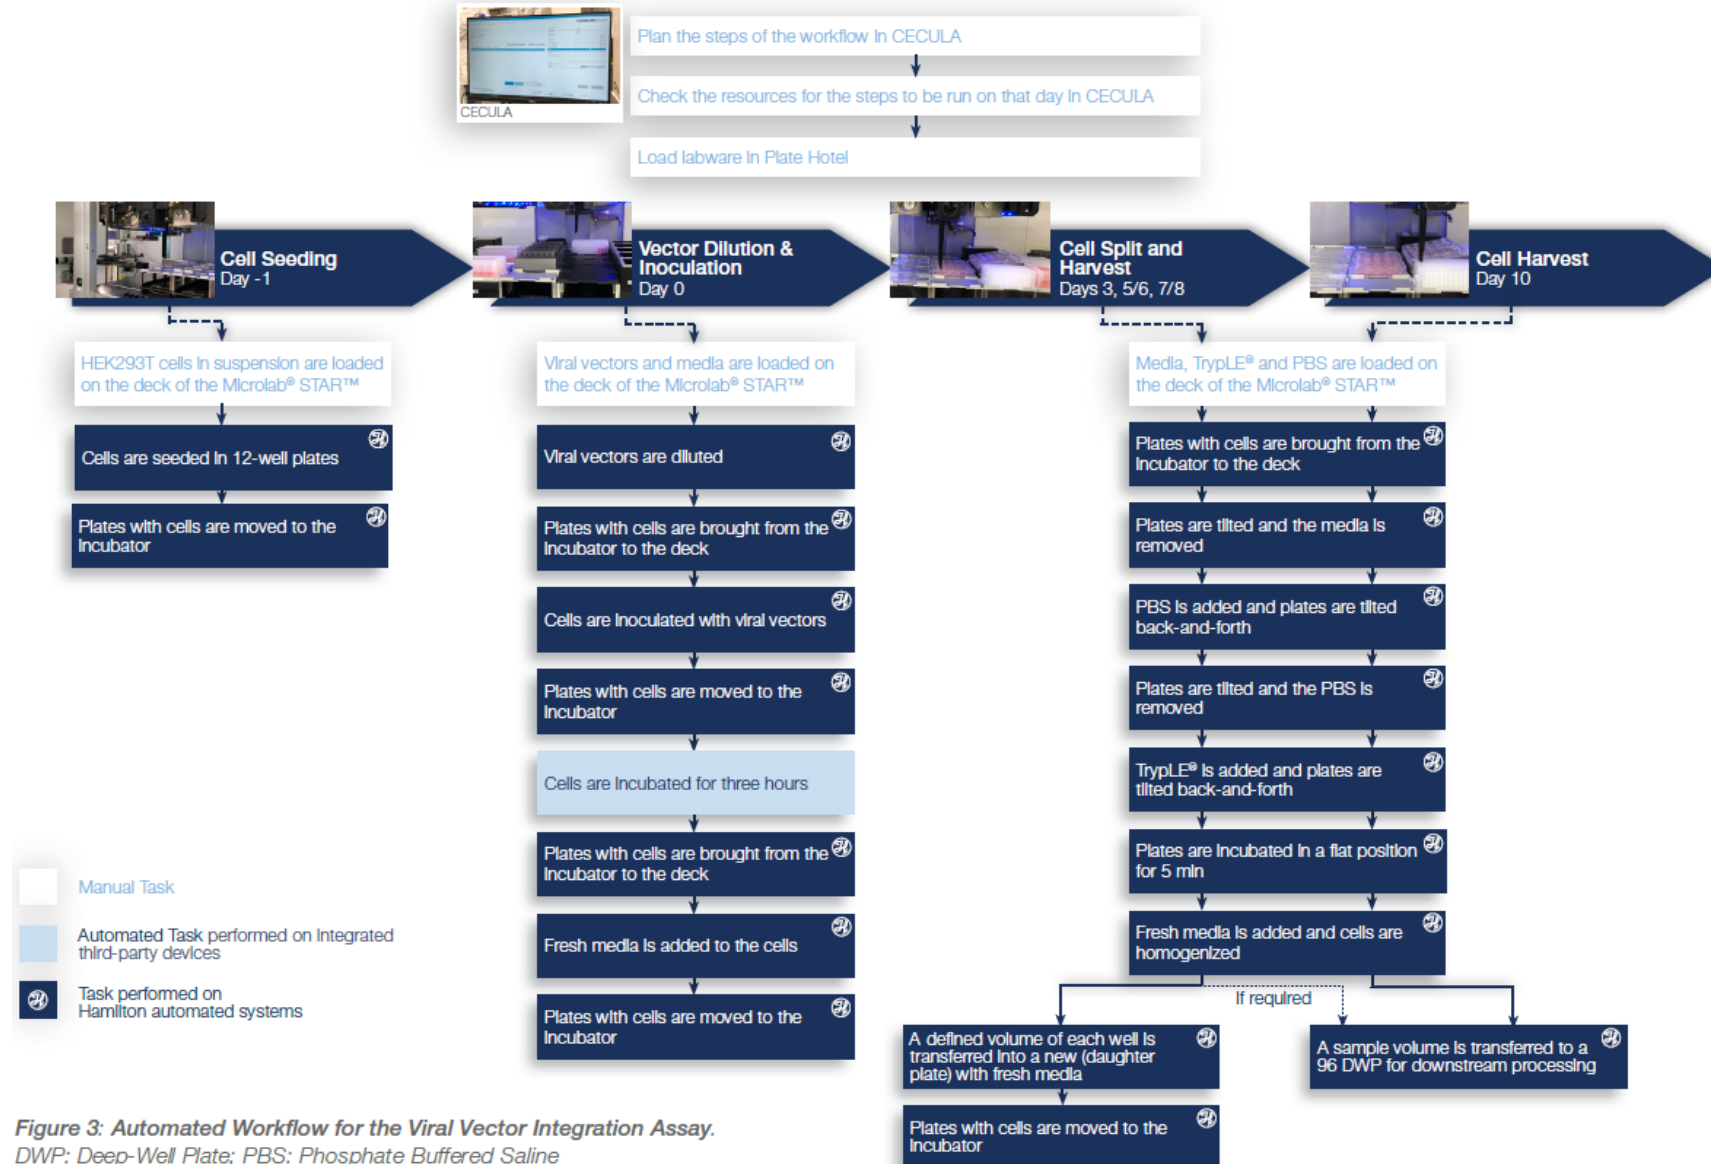 Plan the steps of the workflow in CECULA
Check the resources for the steps to be run on that day in CECULA
Load labware in Plate Hotel
CECULA
Cell Seeding
Day -1
Vector Dilution &
Inoculation
Day 0
Cell Split and
Harvest
Days 3, 5/6, 7/8
Cell Harvest
Day 10
HEK293T cells in suspension are loaded
on the deck of the Microlab® STAR™
Cells are seeded in 12-well plates
Plates with cells are moved to the
Incubator
Viral vectors and media are loaded on
the deck of the Microlab® STAR™
Viral vectors are diluted
Plates with cells are brought from the
Incubator to the deck
Cells are inoculated with viral vectors
Plates with cells are moved to the
Incubator
Cells are incubated for three hours
Plates with cells are brought from the
Incubator to the deck
Fresh media is added to the cells
Plates with cells are moved to the
Incubator
Media, TrypLE® and PBS are loaded on
the deck of the Microlab® STAR™
Plates with cells are brought from the
Incubator to the deck
Plates are tilted and the media is
removed
PBS is added and plates are tilted
back-and-forth
Plates are tilted and the PBS is
removed
TrypLE® is added and plates are
tilted back-and-forth
Plates are incubated in a flat position
for 5 min
Fresh media is added and cells are
homogenized
If required
A defined volume of each well is
transferred into a new (daughter
plate) with fresh media
Plates with cells are moved to the
Incubator
A sample volume is transferred to a
96 DWP for downstream processing
Manual Task
Automated Task performed on integrated
third-party devices
Task performed on
Hamilton automated systems
Figure 3: Automated Workflow for the Viral Vector Integration Assay.
DWP: Deep-Well Plate; PBS: Phosphate Buffered Saline